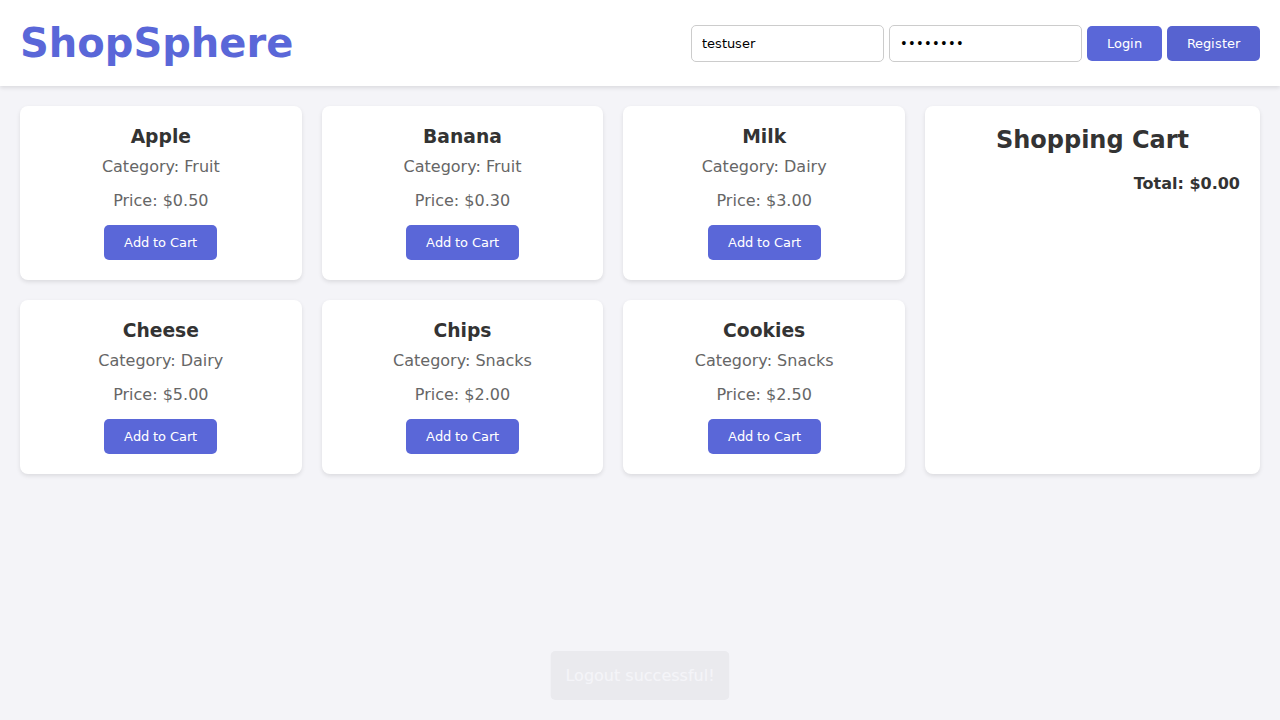 ShopSphere
testuser
••••••••
Login
Register
Apple
Category: Fruit
Price: $0.50
Add to Cart
Banana
Category: Fruit
Price: $0.30
Add to Cart
Milk
Category: Dairy
Price: $3.00
Add to Cart
Shopping Cart
Total: $0.00
Cheese
Category: Dairy
Price: $5.00
Add to Cart
Chips
Category: Snacks
Price: $2.00
Add to Cart
Cookies
Category: Snacks
Price: $2.50
Add to Cart
Logout successful!